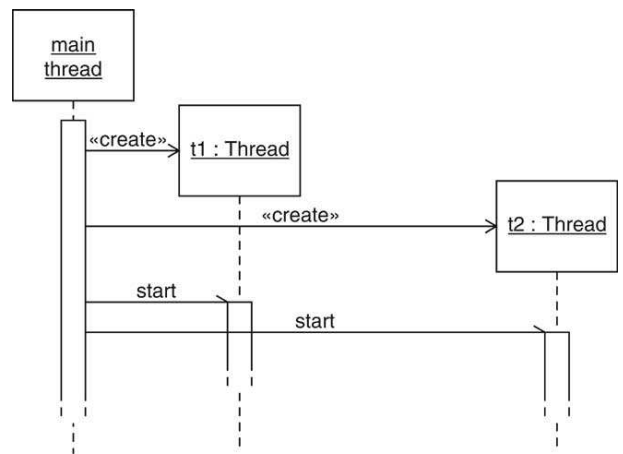 main
thread
«create»
t1 : Thread
«create»
t2 : Thread
start
start